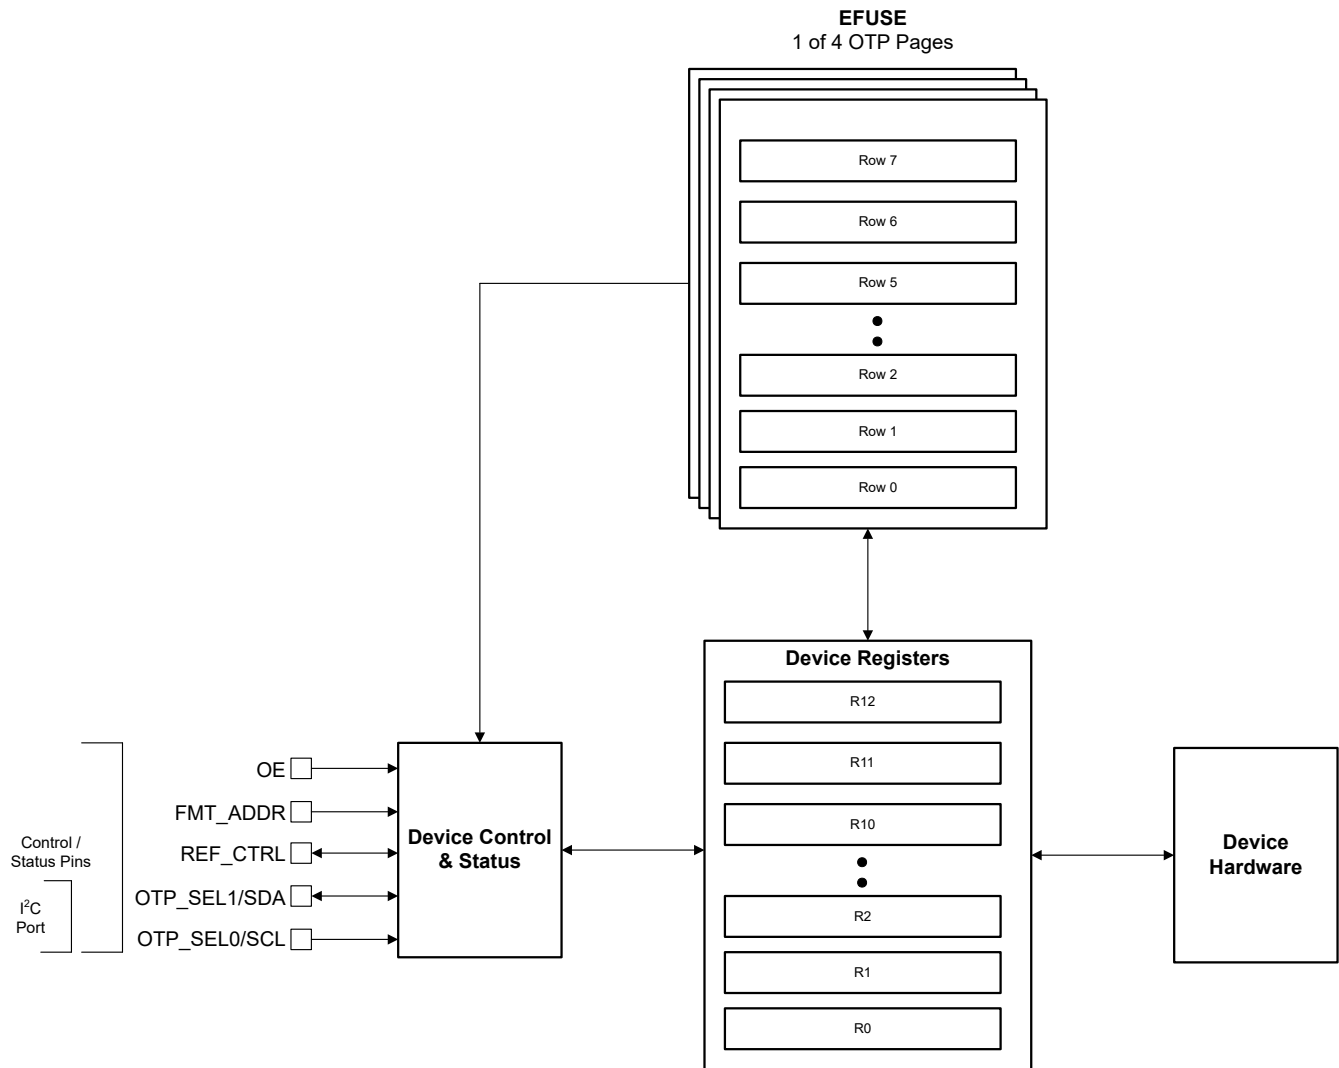 EFUSE
1 of 4 OTP Pages
Row 7
Row 6
Row 5
Row 2
Row 1
Row 0
Device Registers
R12
R11
R10
R2
R1
R0
OE
FMT_ADDR
REF_CTRL
OTP_SEL1/SDA
OTP_SEL0/SCL
Control /
Status Pins
I²C
Port
Device Control
& Status
Device
Hardware